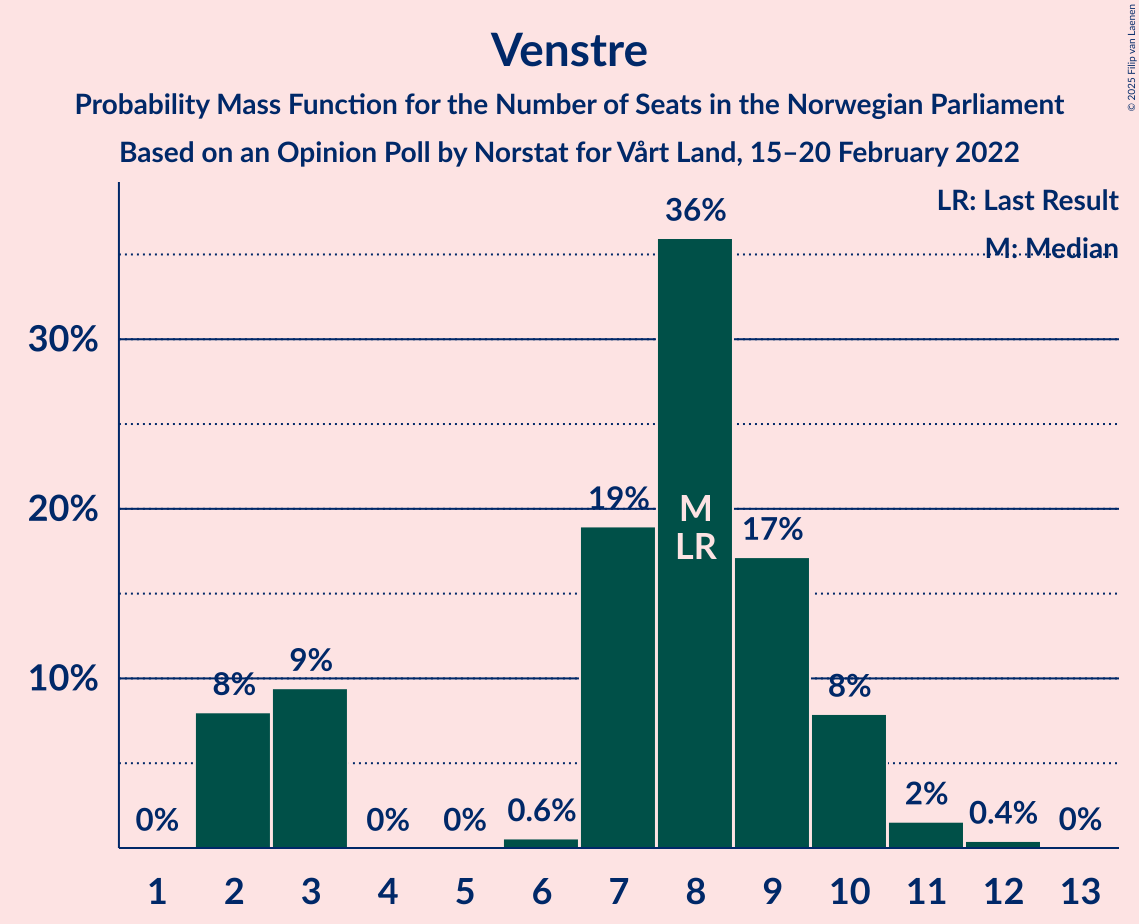 Venstre
Probability Mass Function for the Number of Seats in the Norwegian Parliament
Based on an Opinion Poll by Norstat for Vårt Land, 15–20 February 2022
© 2025 Filip van Laenen
LR: Last Result
M: Median
30%
20%
10%
0%
8%
9%
0%
0%
0.6%
19%
36%
M
LR
17%
8%
2%
0.4%
0%
1 2 3 4 5 6 7 8 9 10 11 12 13